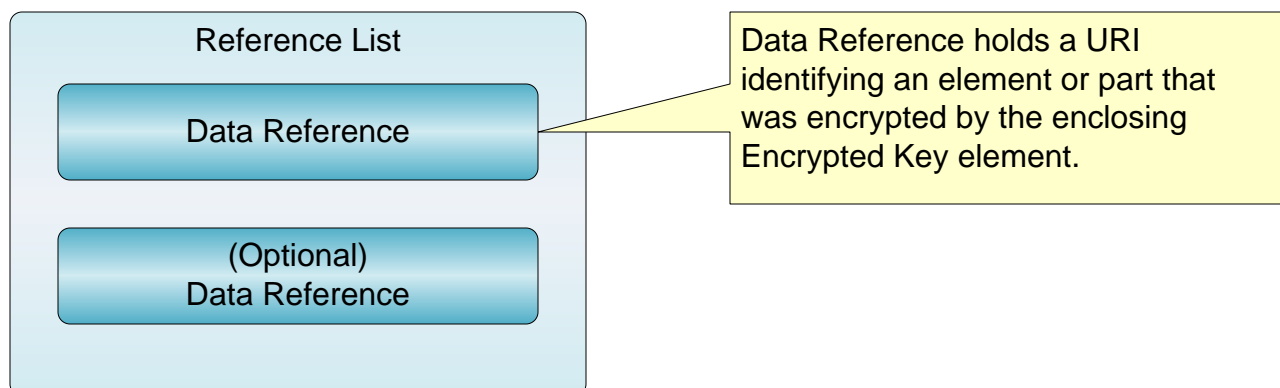 Reference List
Data Reference
(Optional)
Data Reference
Data Reference holds a URI
identifying an element or part that
was encrypted by the enclosing
Encrypted Key element.